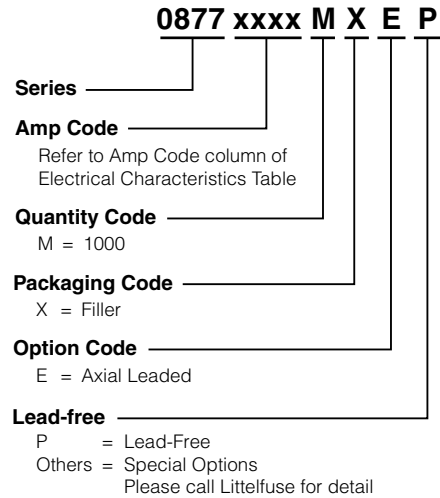 0877 xxxx M X E P
Series
Amp Code
Refer to Amp Code column of
Electrical Characteristics Table
Quantity Code
M = 1000
Packaging Code
X = Filler
Option Code
E = Axial Leaded
Lead-free
P = Lead-Free
Others = Special Options
Please call Littelfuse for detail